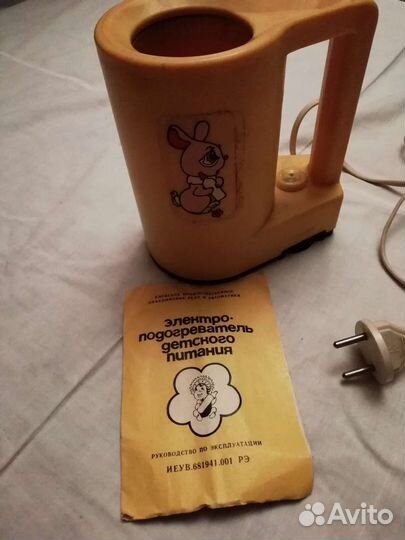 ЭЛЕКТРО-
ПОДОГРЕВАТЕЛЬ
ДЕТСКОГО
ПИТАНИЯ
РУКОВОДСТВО ПО ЭКСПЛУАТАЦИИ
ИЕУВ.681941.001 РЭ
Avito